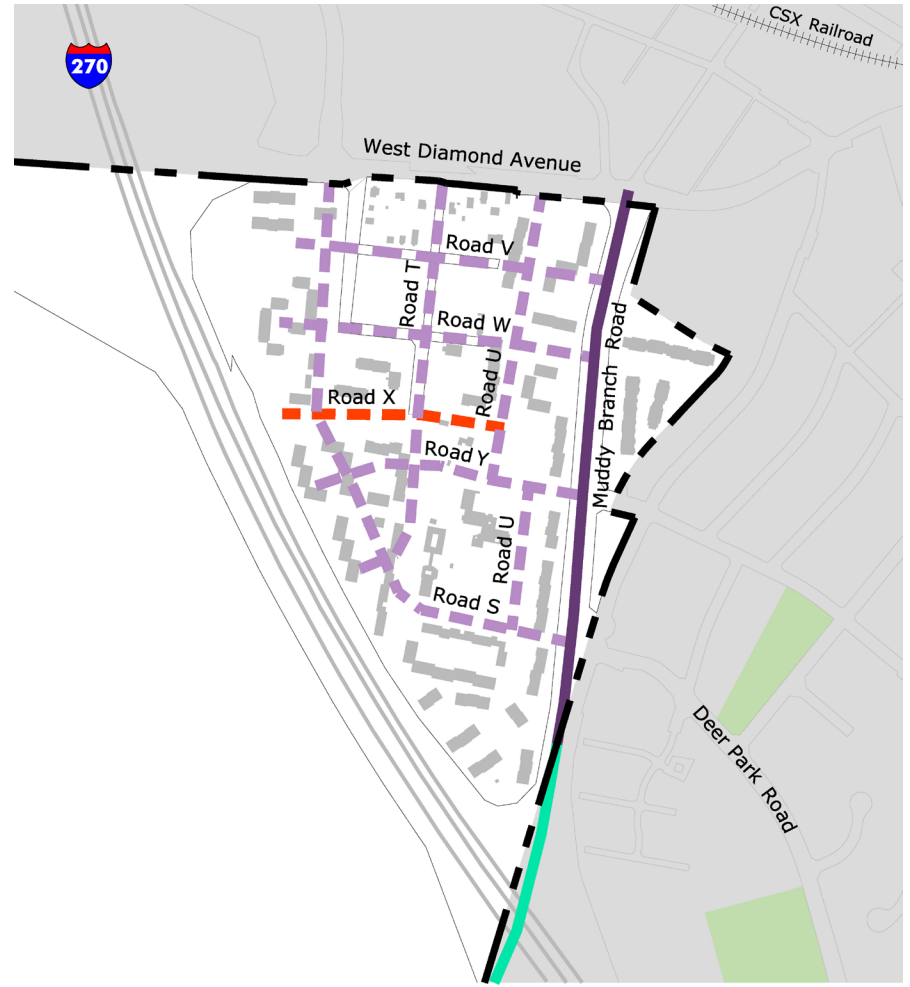 CSX Railroad
270
West Diamond Avenue
Road V
Road T
Road W
Muddy Branch Road
Road U
Road X
Road Y
Road U
Road S
Deer Park Road